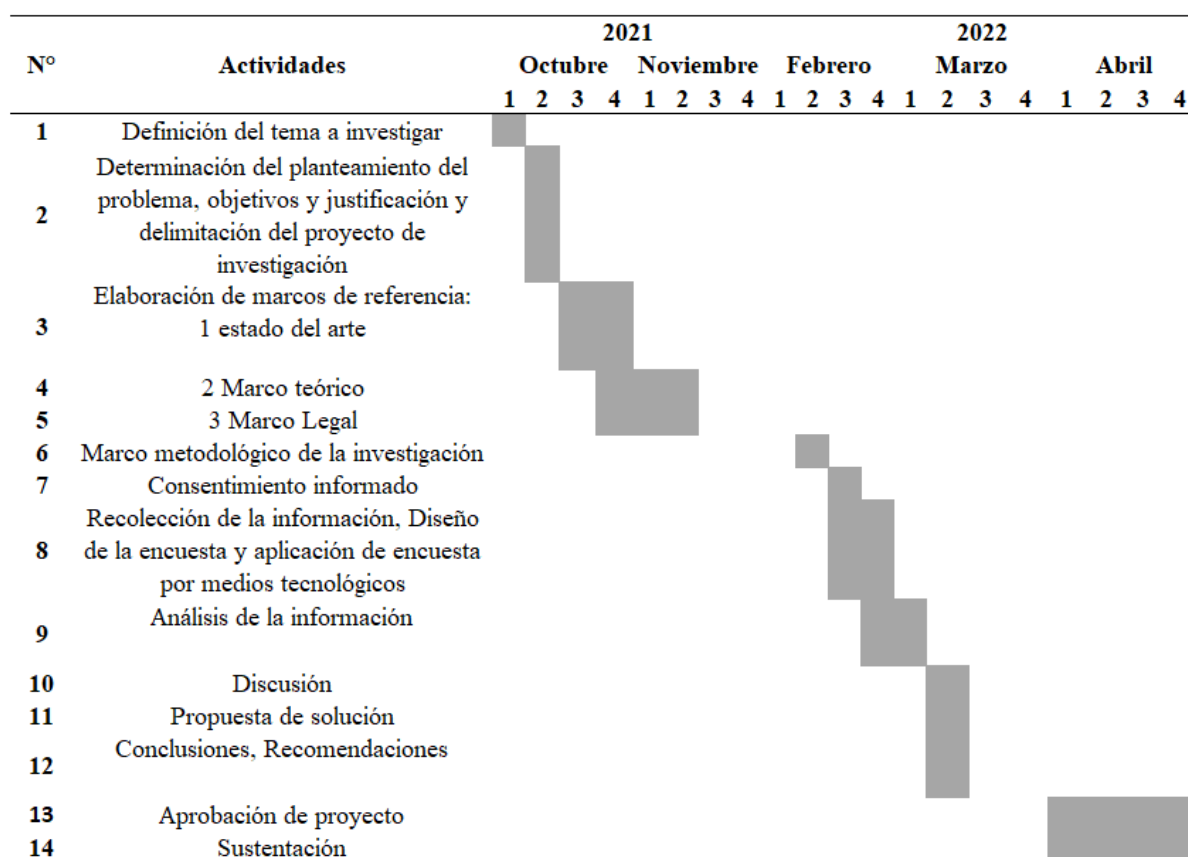 2021 2022
N° Actividades Octubre Noviembre Febrero Marzo Abril
1 2 3 4 1 2 3 4 1 2 3 4 1 2 3 4 1 2 3 4
1 Definición del tema a investigar
Determinación del planteamiento del
problema, objetivos y justificación y
2
delimitación del proyecto de
investigación
Elaboración de marcos de referencia:
3 1 estado del arte
4 2 Marco teórico
5 3 Marco Legal
6 Marco metodológico de la investigación
7 Consentimiento informado
Recolección de la información, Diseño
8 de la encuesta y aplicación de encuesta
por medios tecnológicos
Análisis de la información
9
10 Discusión
11 Propuesta de solución
Conclusiones, Recomendaciones
12
13 Aprobación de proyecto
14 Sustentación